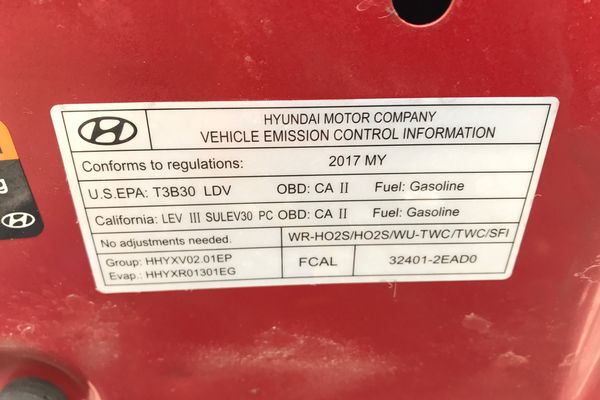 HYUNDAI MOTOR COMPANY
VEHICLE EMISSION CONTROL INFORMATION
Conforms to regulations: 2017 MY
U.S.EPA: T3B30 LDV OBD: CA II Fuel: Gasoline
California: LEV III SULEV30 PC OBD: CA II Fuel: Gasoline
No adjustments needed. WR-HO2S/HO2S/WU-TWC/TWC/SFI
Group: HHYXV02.01EP
Evap.: HHYXR01301EG
FCAL 32401-2EAD0